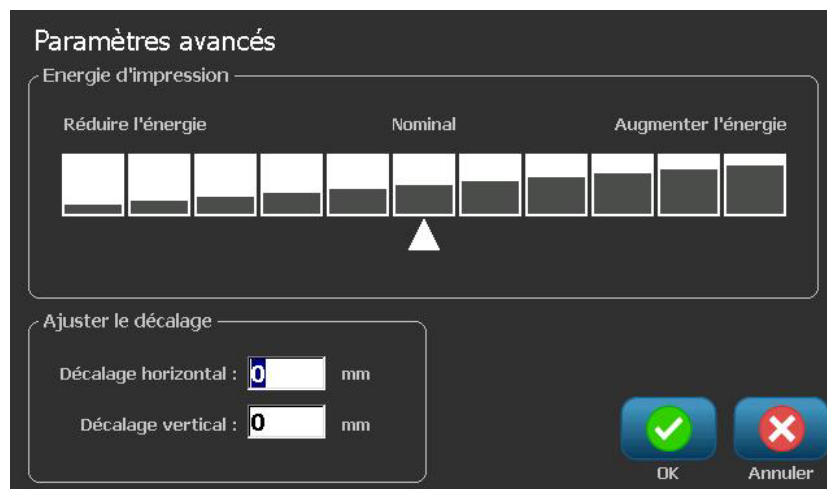 Paramètres avancés
Energie d'impression
Réduire l'énergie Nominal Augmenter l'énergie
Ajuster le décalage
Décalage horizontal : 0 mm
Décalage vertical : 0 mm
OK Annuler